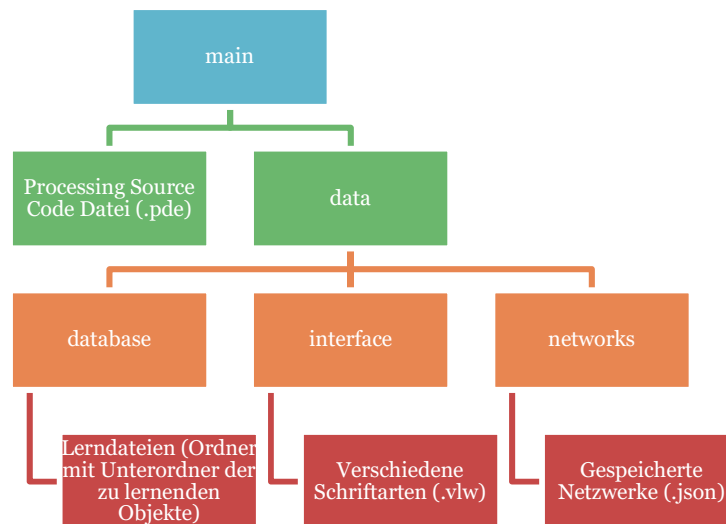 main
Processing Source
Code Datei (.pde)
data
database
interface
networks
Lerndateien (Ordner
mit Unterordner der
zu lernenden
Objekte)
Verschiedene
Schriftarten (.vlw)
Gespeicherte
Netzwerke (.json)